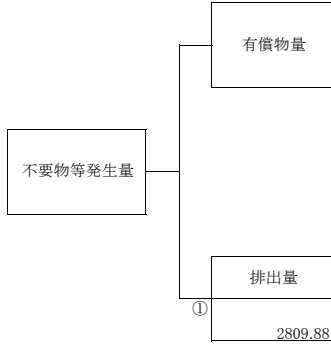 有償物量
不要物等発生量
排出量
①
2809.88